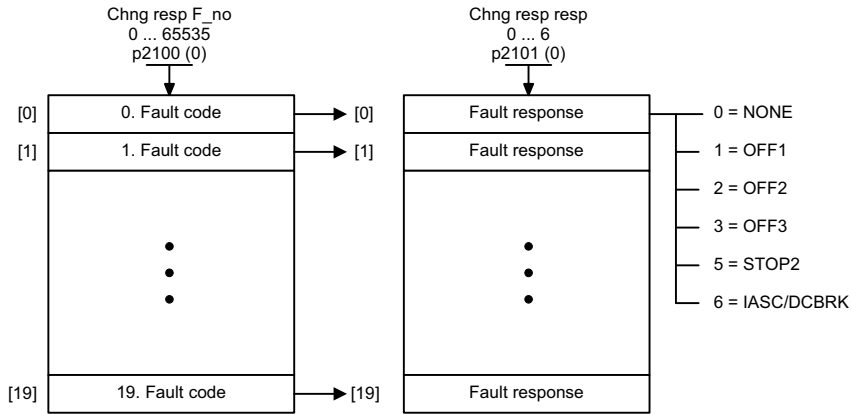 Chng resp F_no
0 ... 65535
p2100 (0)
Chng resp resp
0 ... 6
p2101 (0)
[0] 0. Fault code [0] Fault response 0 = NONE
[1] 1. Fault code [1] Fault response 1 = OFF1
2 = OFF2
3 = OFF3
5 = STOP2
6 = IASC/DCBRK
[19] 19. Fault code [19] Fault response